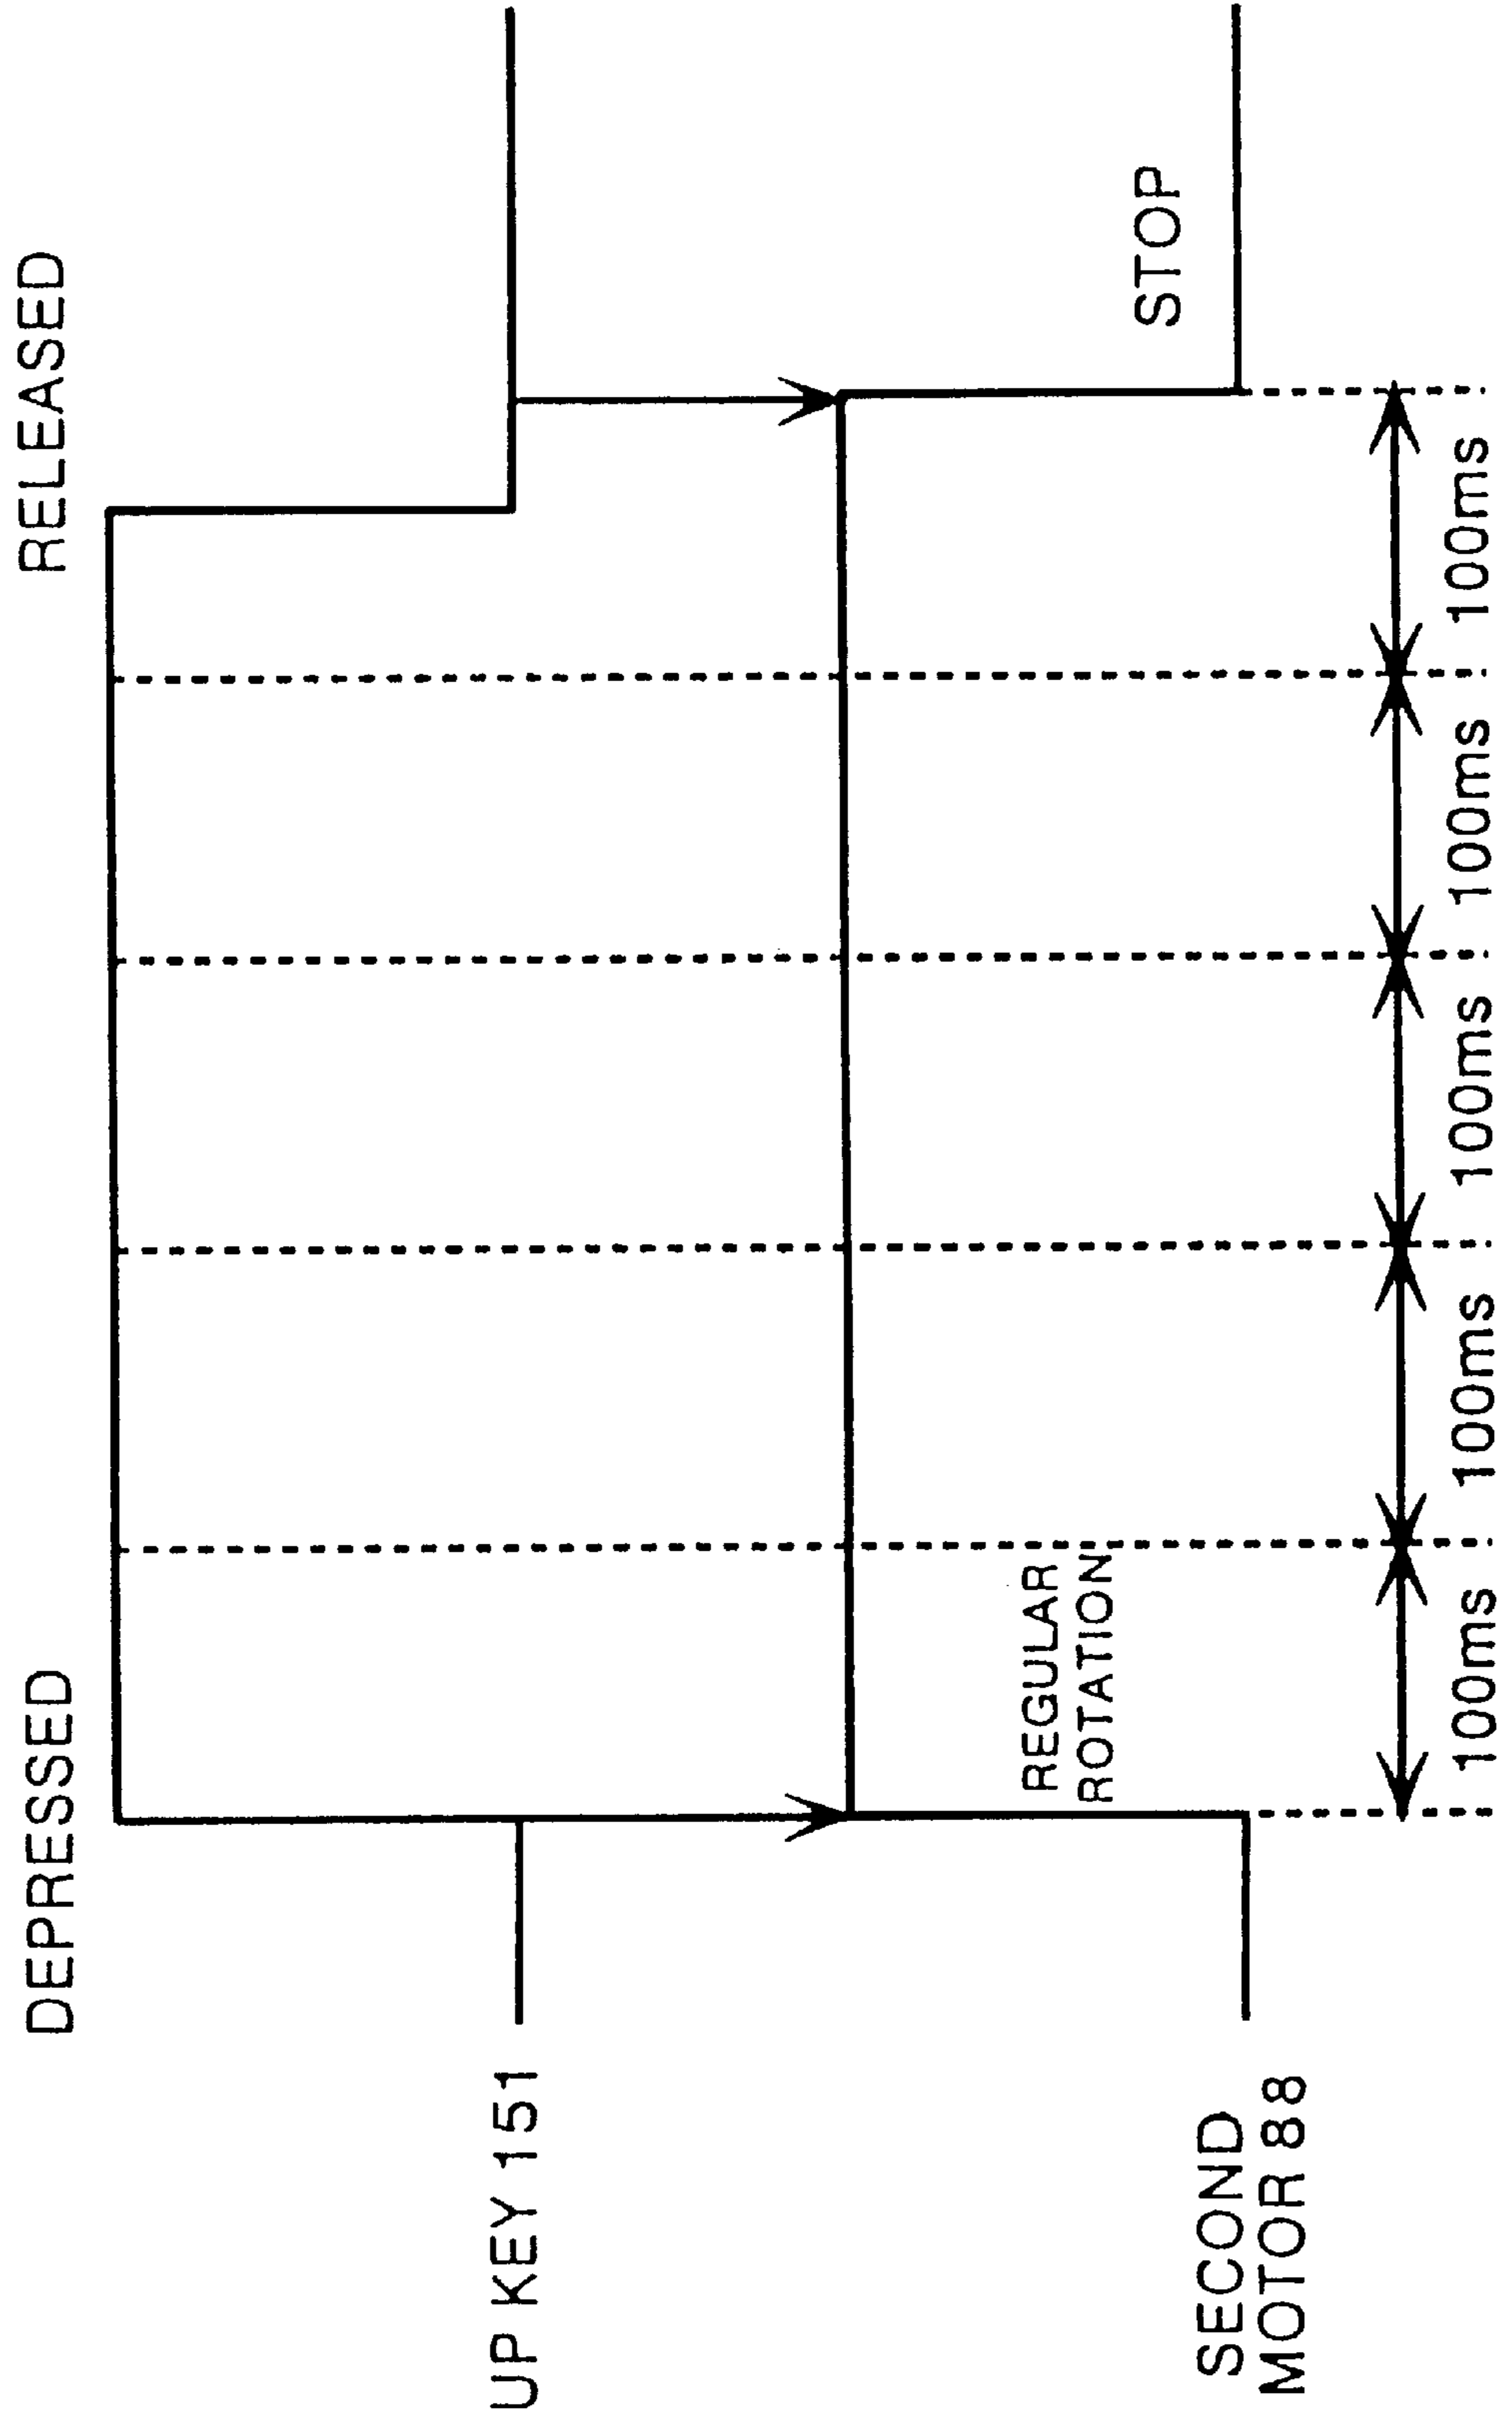 DEPRESSED
RELEASED
UP KEY 151
REGULAR
ROTATION
STOP
SECOND
MOTOR 88
100ms
100ms
100ms
100ms
100ms